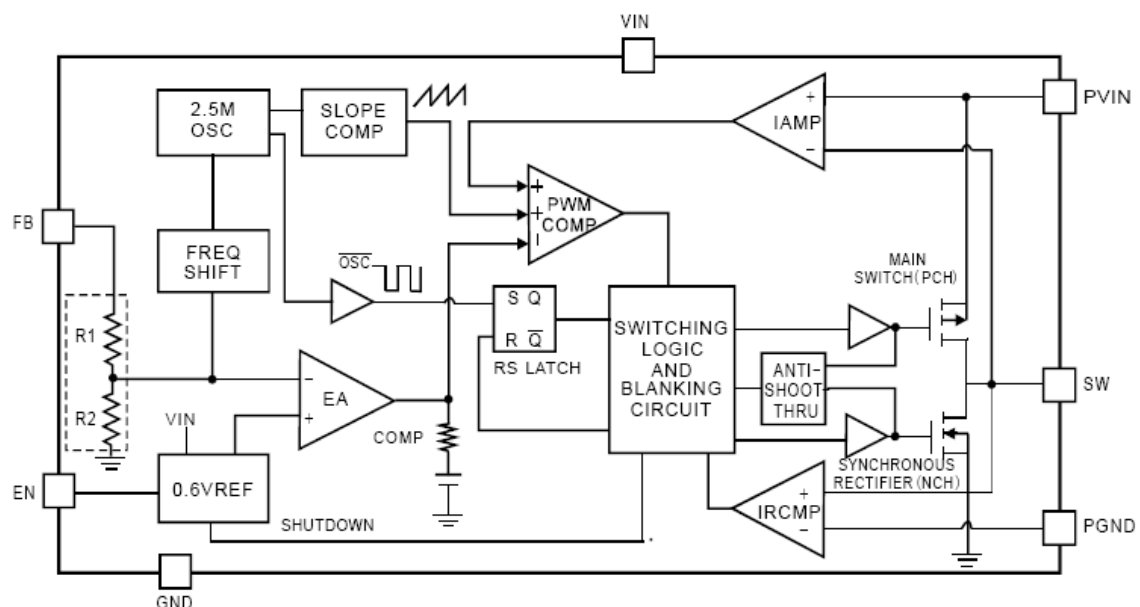 VIN
PVIN
2.5M
OSC
SLOPE
COMP
+
IAMP
−
FB
FREQ
SHIFT
+
+
−
PWM
COMP
OSC
MAIN
SWITCH(PCH)
R1
S Q
R Q
RS LATCH
SWITCHING
LOGIC
AND
BLANKING
CIRCUIT
ANTI-
SHOOT-
THRU
SW
R2
−
EA
+
VIN
COMP
EN
0.6VREF
SHUTDOWN
SYNCHRONOUS
RECTIFIER(NCH)
+
IRCMP
−
PGND
GND